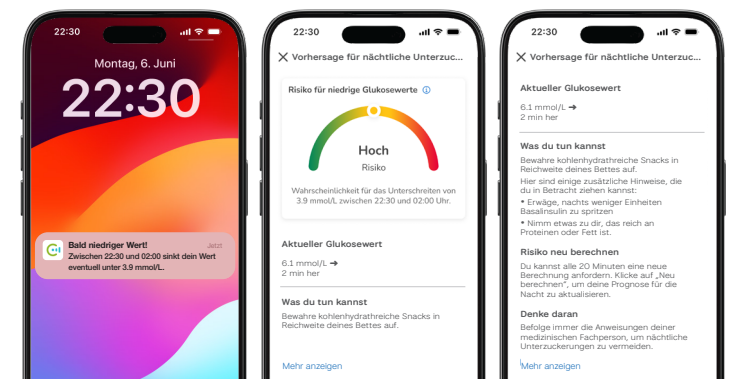 22:30
Montag, 6. Juni
22:30
Bald niedriger Wert!
Jetzt
Zwischen 22:30 und 02:00 sinkt dein Wert
eventuell unter 3.9 mmol/L.
22:30
Vorhersage für nächtliche Unterzuc...
Risiko für niedrige Glukosewerte
Hoch
Risiko
Wahrscheinlichkeit für das Unterschreiten von
3.9 mmol/L zwischen 22:30 und 02:00 Uhr.
Aktueller Glukosewert
6.1 mmol/L ➔
2 min her
Was du tun kannst
Bewahre kohlenhydratreiche Snacks in
Reichweite deines Bettes auf.
Mehr anzeigen
22:30
Vorhersage für nächtliche Unterzuc...
Aktueller Glukosewert
6.1 mmol/L ➔
2 min her
Was du tun kannst
Bewahre kohlenhydratreiche Snacks in
Reichweite deines Bettes auf.
Hier sind einige zusätzliche Hinweise, die
du in Betracht ziehen kannst:
• Erwäge, nachts weniger Einheiten
Basalinsulin zu spritzen
• Nimm etwas zu dir, das reich an
Proteinen oder Fett ist.
Risiko neu berechnen
Du kannst alle 20 Minuten eine neue
Berechnung anfordern. Klicke auf „Neu
berechnen", um deine Prognose für die
Nacht zu aktualisieren.
Denke daran
Befolge immer die Anweisungen deiner
medizinischen Fachperson, um nächtliche
Unterzuckerungen zu vermeiden.
Mehr anzeigen